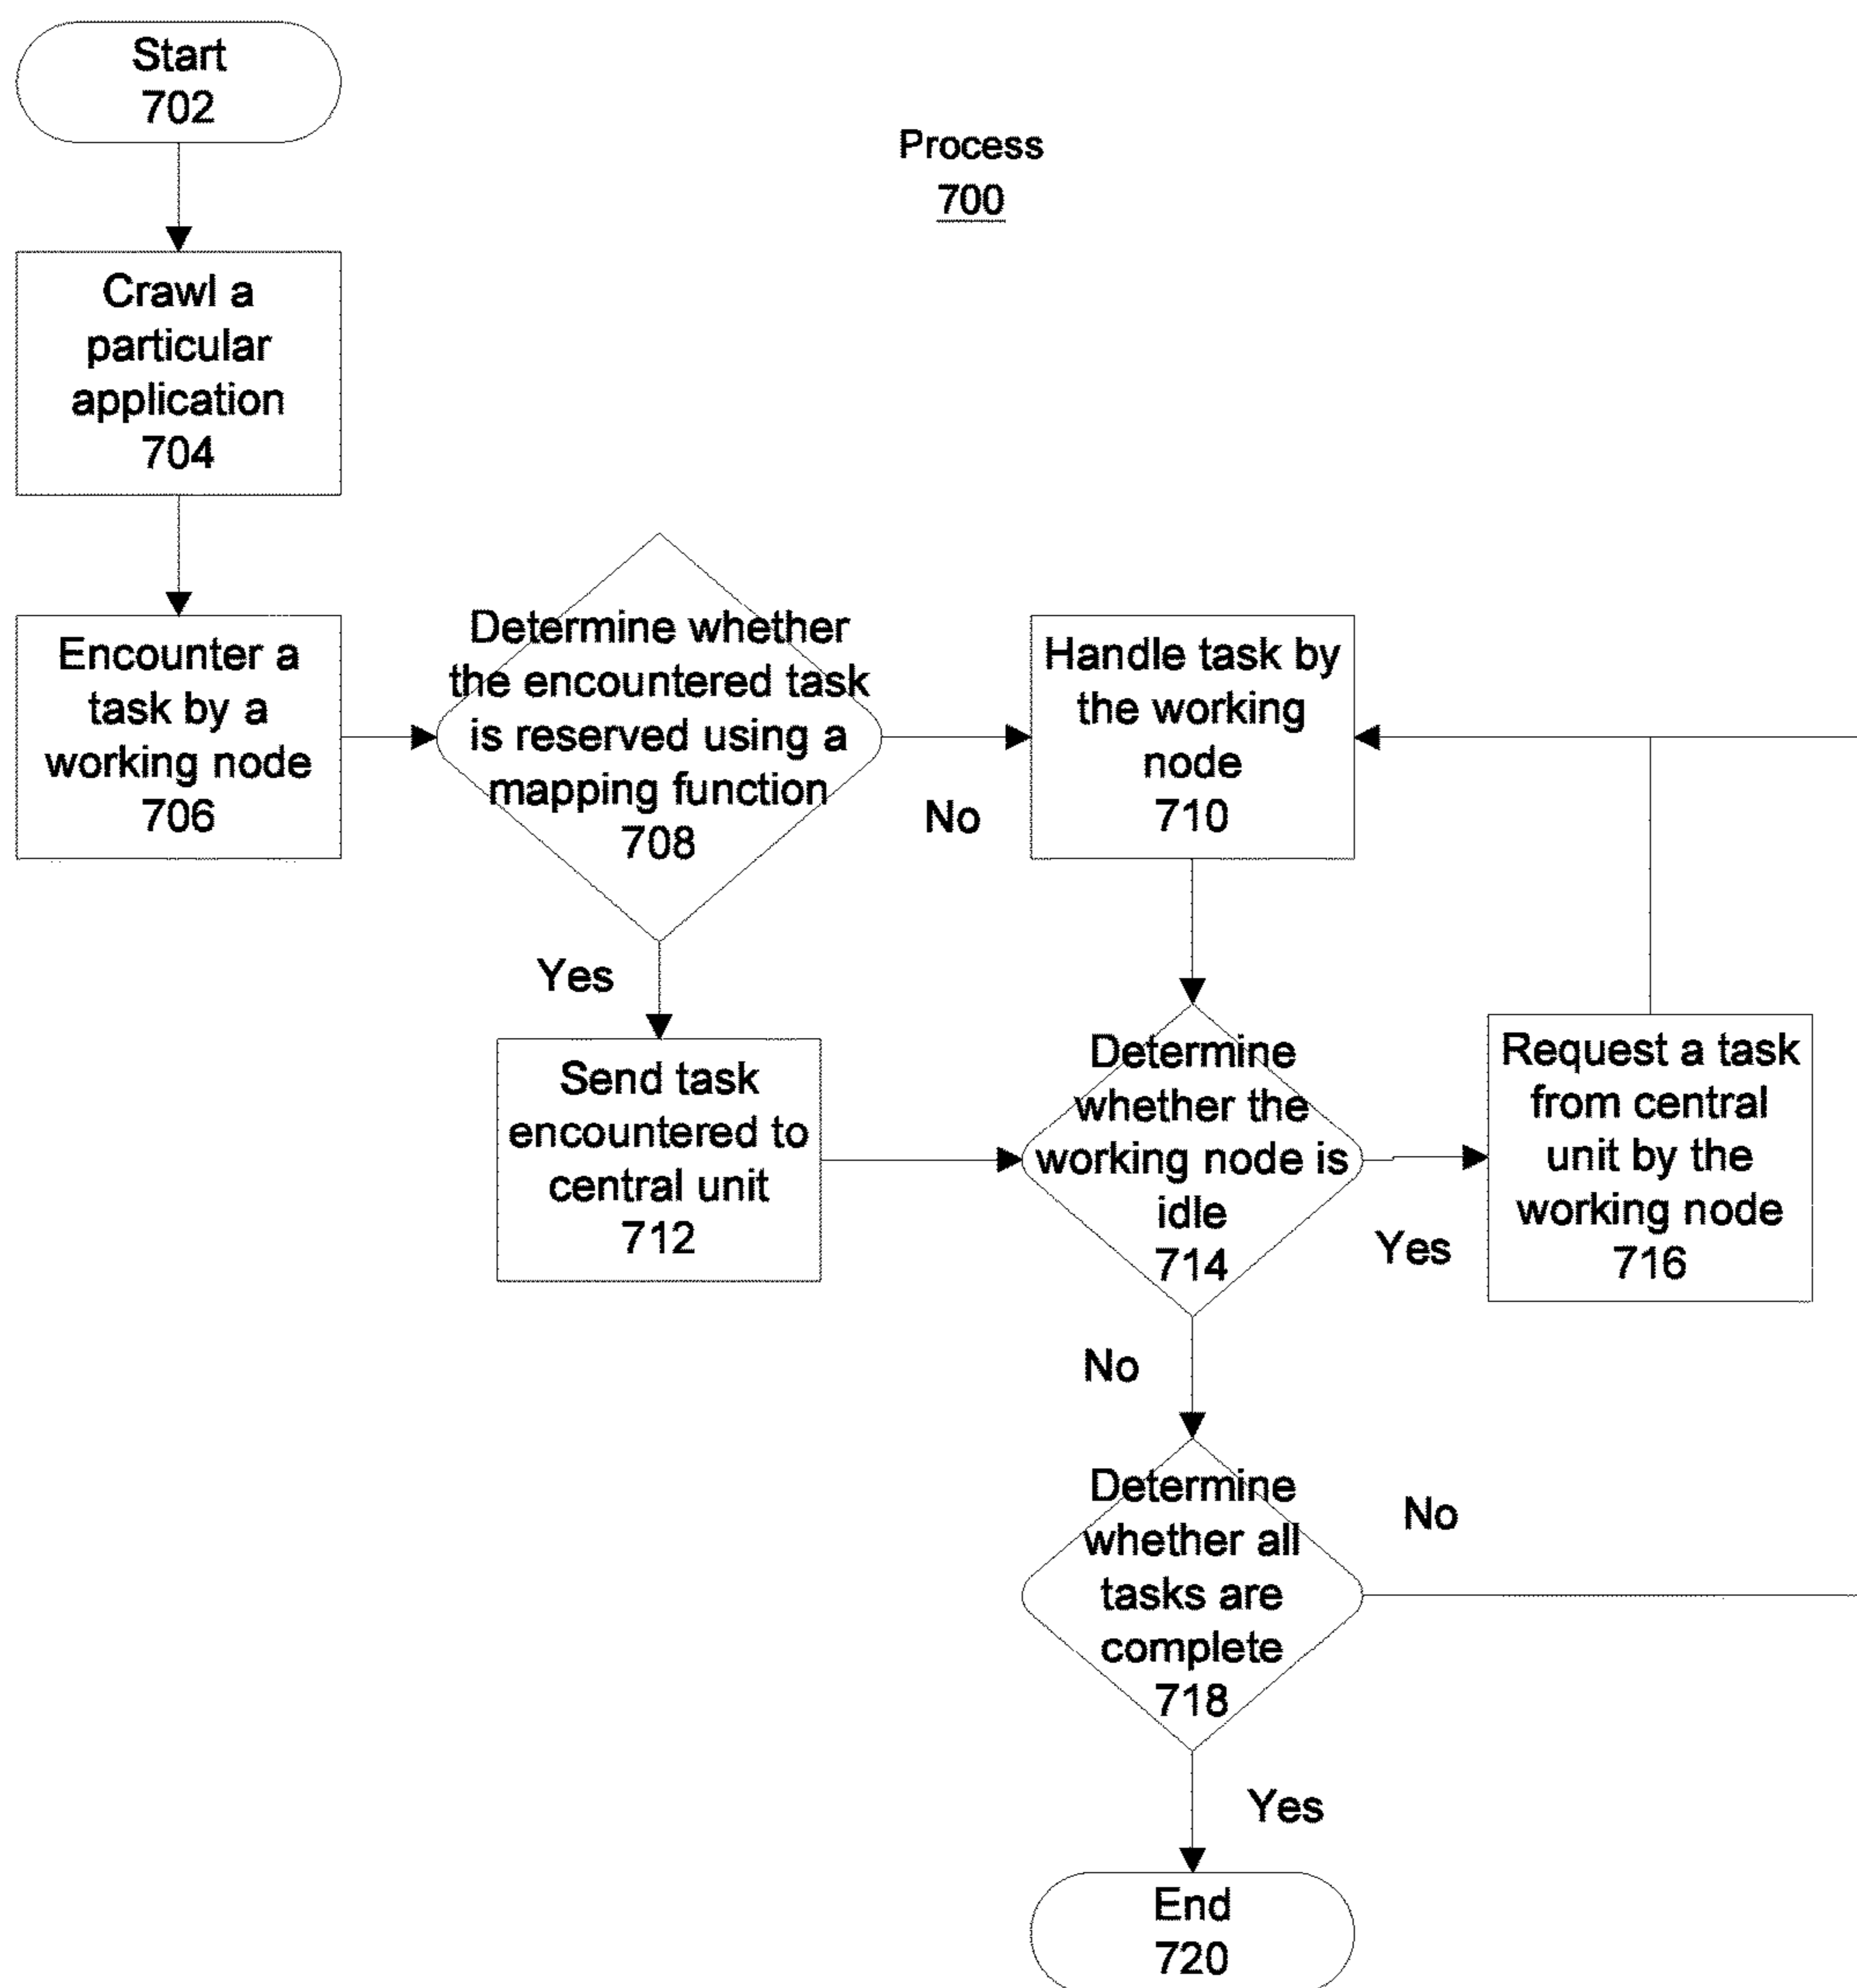 Start
702
Process
700
Crawl a
particular
application
704
Encounter a
task by a
working node
706
Determine whether
the encountered task
is reserved using a
mapping function
708
No
Yes
Handle task by
the working
node
710
Send task
encountered to
central unit
712
Determine
whether the
working node is
idle
714
Yes
No
Request a task
from central
unit by the
working node
716
Determine
whether all
tasks are
complete
718
No
Yes
End
720